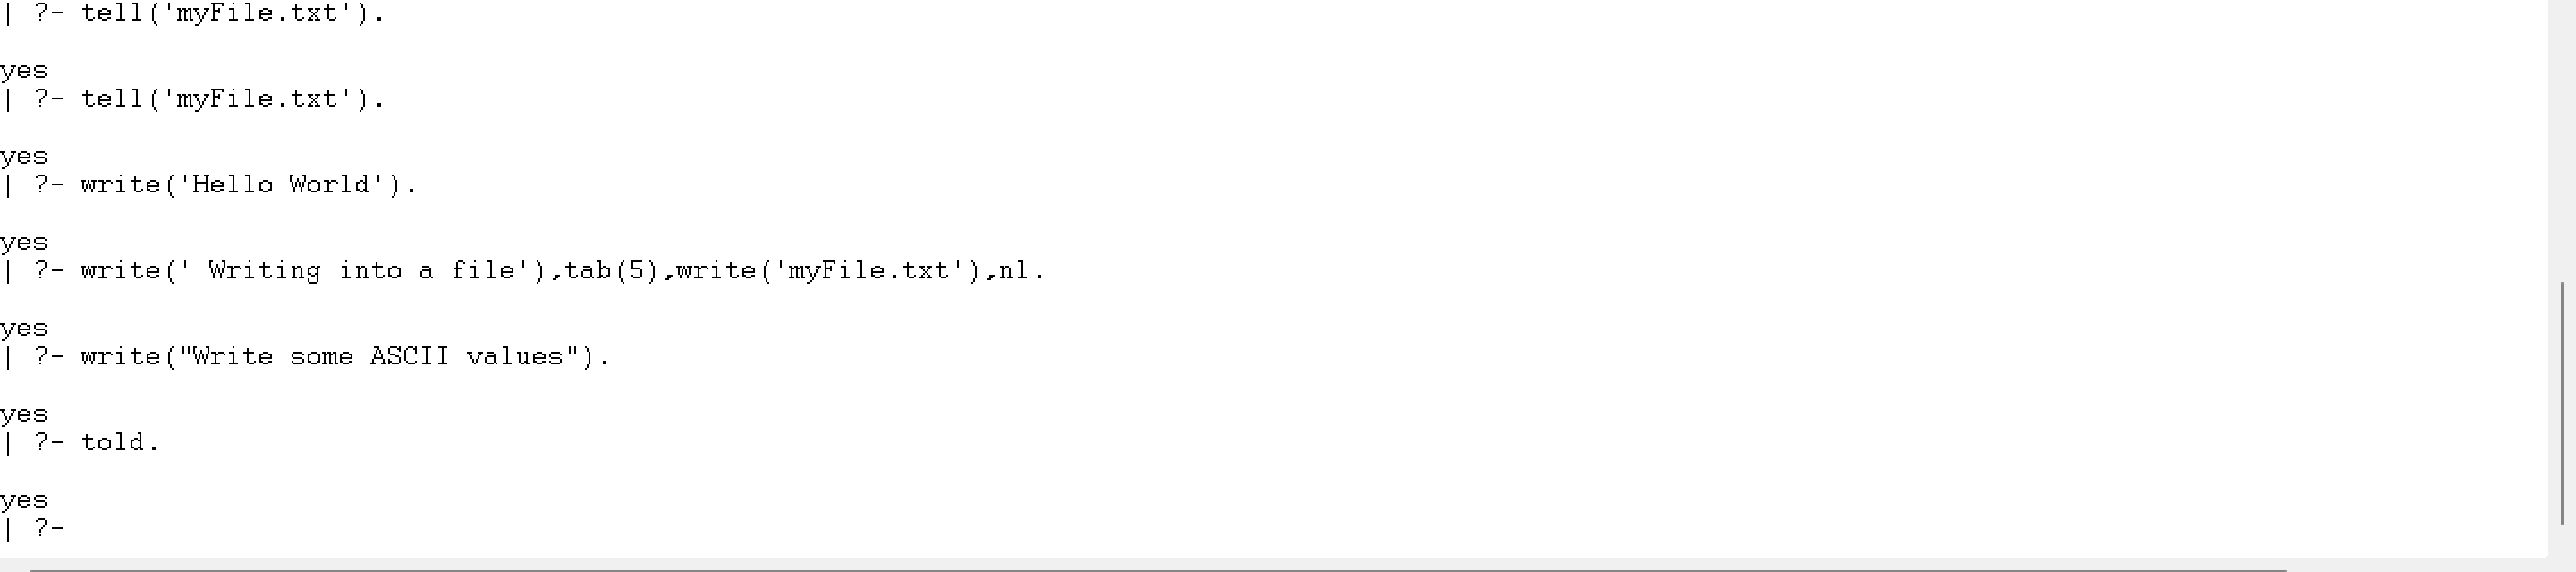 | ?- tell('myFile.txt').
yes
| ?- tell('myFile.txt').
yes
| ?- write('Hello World').
yes
| ?- write(' Writing into a file'),tab(5),write('myFile.txt'),nl.
yes
| ?- write("Write some ASCII values").
yes
| ?- told.
yes
| ?-